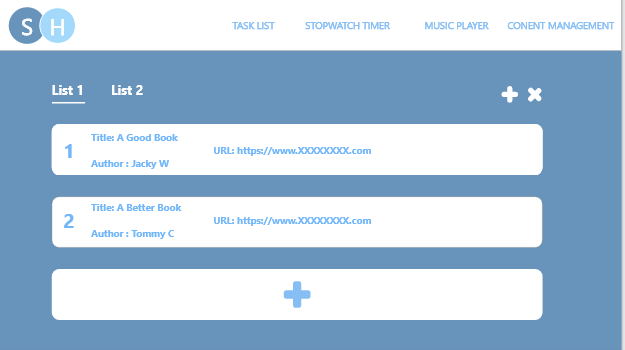 S H TASK LIST STOPWATCH TIMER MUSIC PLAYER CONENT MANAGEMENT
List 1 List 2
1
Title: A Good Book
URL: https://www.XXXXXXXX.com
Author : Jacky W
2
Title: A Better Book
URL: https://www.XXXXXXXX.com
Author : Tommy C